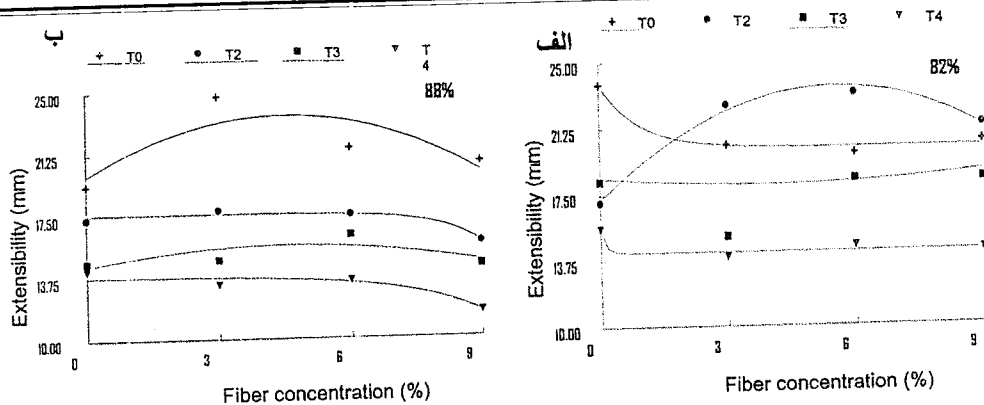 ب
+ T0 ● T2 ■ T3 ▼ T
4
88%
25.00
21.25
17.50
13.75
10.00
0 3 6 9
Extensibility (mm)
Fiber concentration (%)
الف
+ T0 ● T2 ■ T3 ▼ T4
82%
25.00
21.25
17.50
13.75
10.00
0 3 6 9
Extensibility (mm)
Fiber concentration (%)